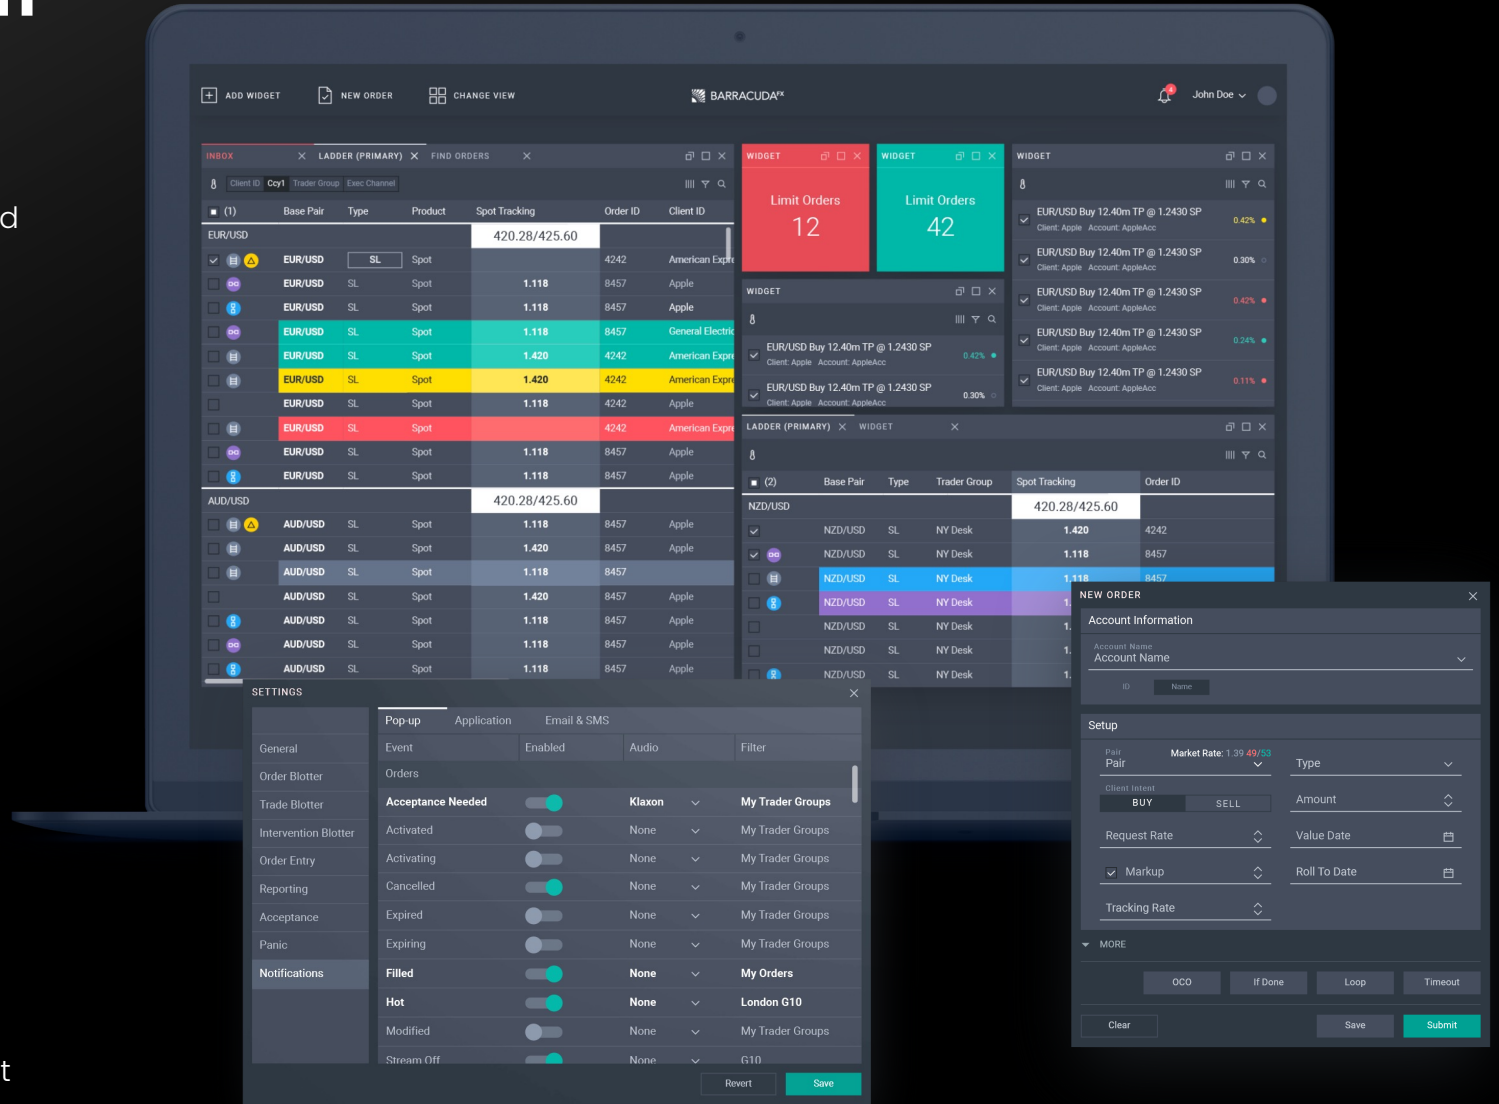 d
ADD WIDGET NEW ORDER CHANGE VIEW BARRACUDAFX 4 John Doe
INBOX LADDER (PRIMARY) FIND ORDERS
Client ID Ccy1 Trader Group Exec Channel
(1) Base Pair Type Product Spot Tracking Order ID Client ID
EUR/USD 420.28/425.60
EUR/USD SL Spot 4242 American Expre
EUR/USD SL Spot 1.118 8457 Apple
EUR/USD SL Spot 1.118 8457 Apple
EUR/USD SL Spot 1.118 8457 General Electric
EUR/USD SL Spot 1.420 4242 American Expre
EUR/USD SL Spot 1.420 4242 American Expre
EUR/USD SL Spot 1.118 4242 Apple
EUR/USD SL Spot 4242 American Expre
EUR/USD SL Spot 1.118 8457 Apple
EUR/USD SL Spot 1.118 8457 Apple
AUD/USD 420.28/425.60
AUD/USD SL Spot 1.118 8457 Apple
AUD/USD SL Spot 1.420 8457 Apple
AUD/USD SL Spot 1.118 8457
AUD/USD SL Spot 1.420 8457 Apple
AUD/USD SL Spot 1.118 8457 Apple
AUD/USD SL Spot 1.118 8457 Apple
AUD/USD SL Spot 1.118 8457 Apple
WIDGET
Limit Orders
12
WIDGET
Limit Orders
42
WIDGET
EUR/USD Buy 12.40m TP @ 1.2430 SP 0.42%
Client: Apple Account: AppleAcc
EUR/USD Buy 12.40m TP @ 1.2430 SP 0.30%
Client: Apple Account: AppleAcc
WIDGET
EUR/USD Buy 12.40m TP @ 1.2430 SP 0.42%
Client: Apple Account: AppleAcc
EUR/USD Buy 12.40m TP @ 1.2430 SP 0.30%
Client: Apple Account: AppleAcc
EUR/USD Buy 12.40m TP @ 1.2430 SP 0.42%
Client: Apple Account: AppleAcc
EUR/USD Buy 12.40m TP @ 1.2430 SP 0.24%
Client: Apple Account: AppleAcc
EUR/USD Buy 12.40m TP @ 1.2430 SP 0.11%
Client: Apple Account: AppleAcc
LADDER (PRIMARY) WIDGET
(2) Base Pair Type Trader Group Spot Tracking Order ID
NZD/USD 420.28/425.60
NZD/USD SL NY Desk 1.420 4242
NZD/USD SL NY Desk 1.118 8457
NZD/USD SL NY Desk 1.118 8457
NZD/USD SL NY Desk 1.
NZD/USD SL NY Desk 1.
NZD/USD SL NY Desk 1.
NZD/USD SL NY Desk 1.
SETTINGS
General
Order Blotter
Trade Blotter
Intervention Blotter
Order Entry
Reporting
Acceptance
Panic
Notifications
Pop-up Application Email & SMS
Event Enabled Audio Filter
Orders
Acceptance Needed Klaxon My Trader Groups
Activated None My Trader Groups
Activating None My Trader Groups
Cancelled None My Trader Groups
Expired None My Trader Groups
Expiring None My Trader Groups
Filled None My Orders
Hot None London G10
Modified None My Trader Groups
Stream Off None G10
Revert Save
NEW ORDER
Account Information
Account Name
Account Name
ID Name
Setup
Pair Market Rate: 1.39 49/53
Pair Type
Client Intent
BUY SELL Amount
Request Rate Value Date
Markup Roll To Date
Tracking Rate
MORE
OCO If Done Loop Timeout
Clear Save Submit
t